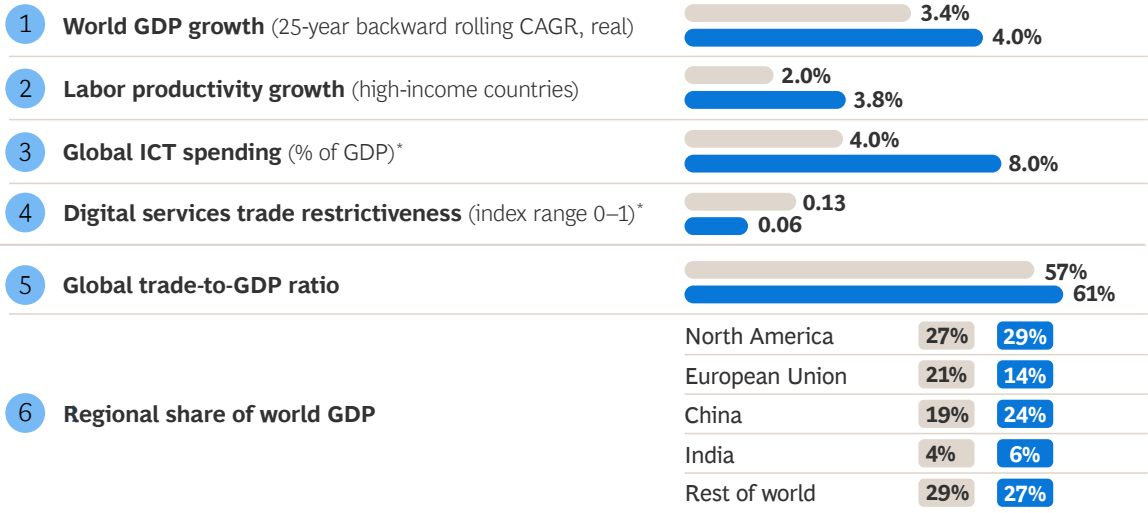 1 World GDP growth (25-year backward rolling CAGR, real) 3.4%
4.0%
2 Labor productivity growth (high-income countries) 2.0%
3.8%
3 Global ICT spending (% of GDP)* 4.0%
8.0%
4 Digital services trade restrictiveness (index range 0–1)* 0.13
0.06
5 Global trade-to-GDP ratio 57%
61%
6 Regional share of world GDP
North America 27% 29%
European Union 21% 14%
China 19% 24%
India 4% 6%
Rest of world 29% 27%